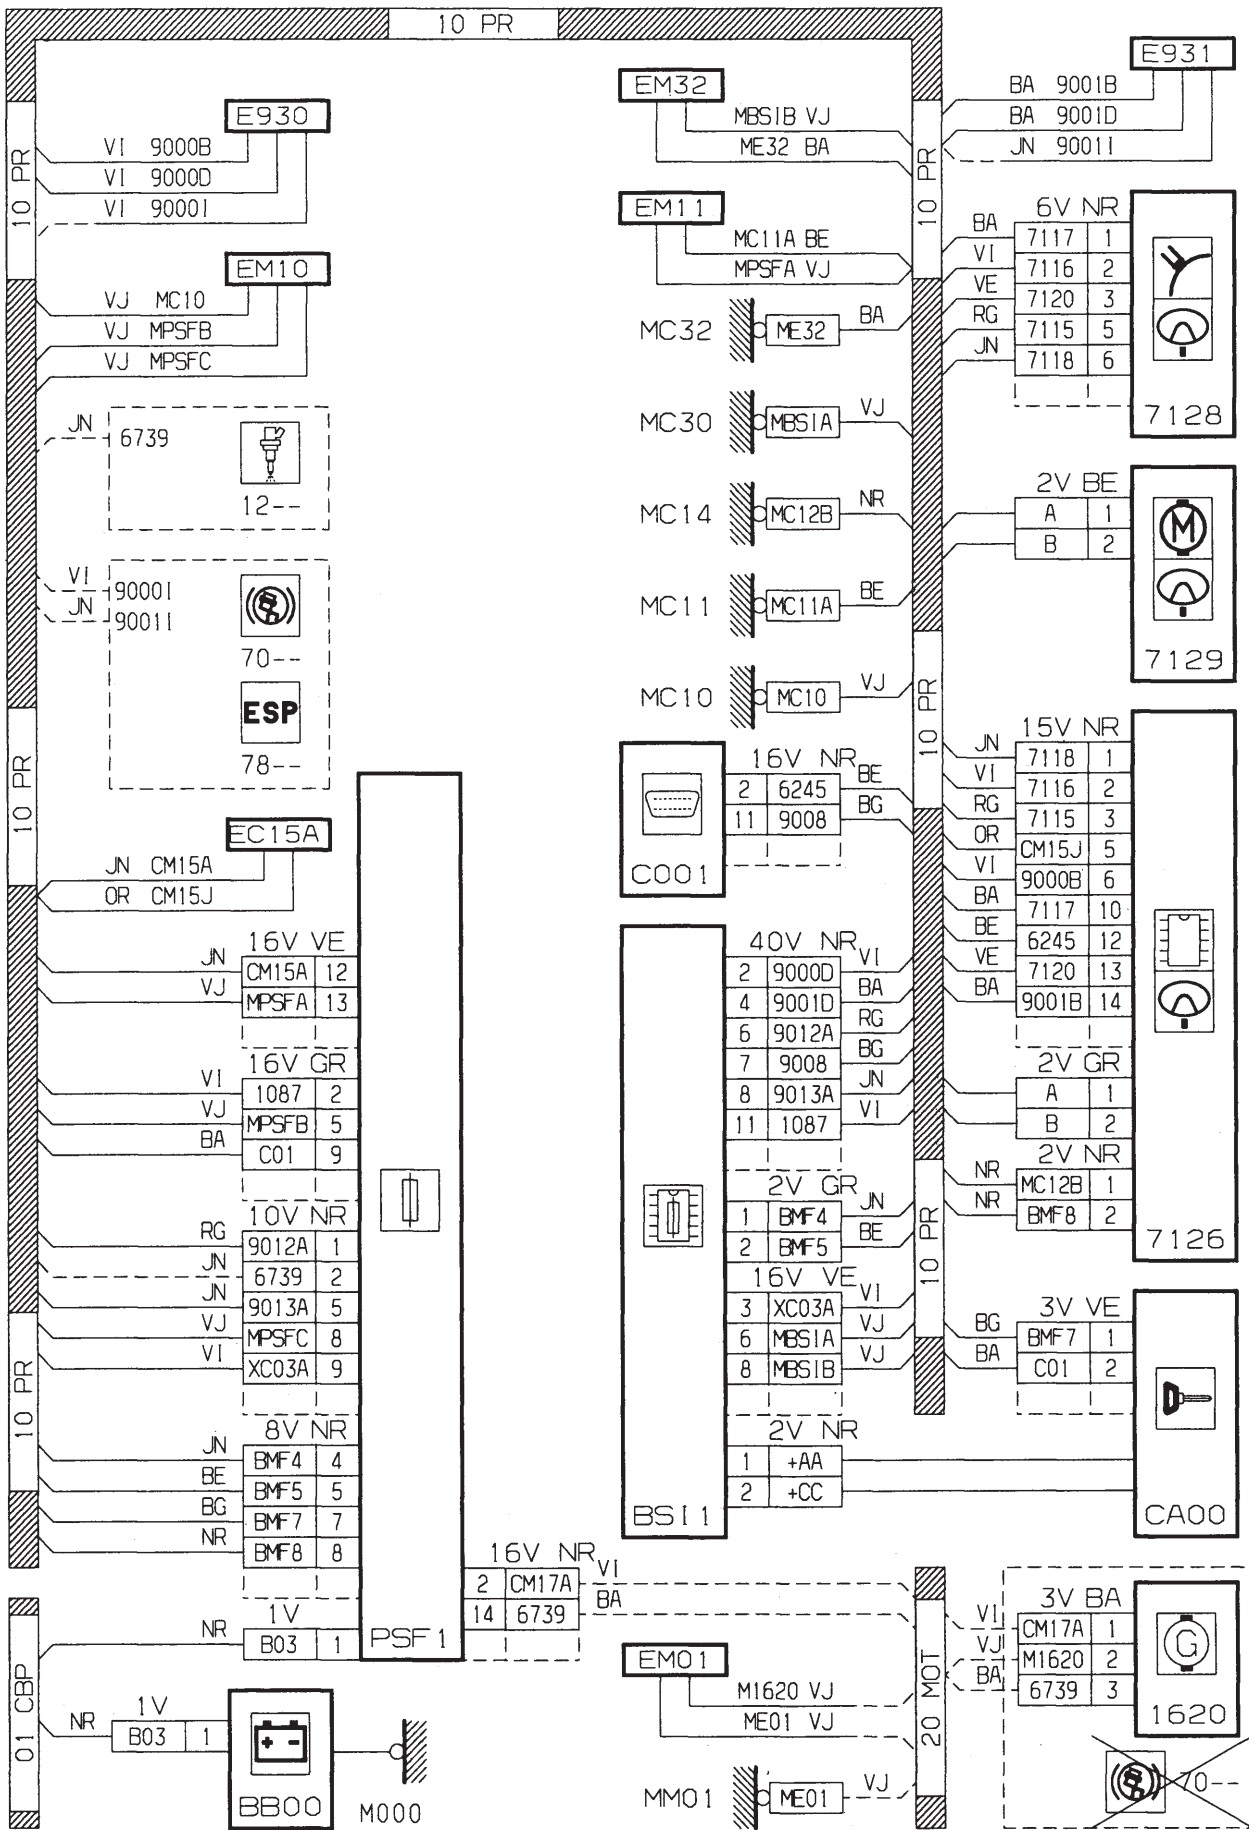 10 PR
E930
VI 9000B
VI 9000D
VI 9000I
10 PR
EM10
VJ MC10
VJ MPSFB
VJ MPSFC
JN 6739
12--
VI 9000I
JN 9001I
70--
ESP
78--
10 PR
EC15A
JN CM15A
OR CM15J
16V VE
JN CM15A 12
VJ MPSFA 13
16V GR
VI 1087 2
VJ MPSFB 5
BA C01 9
10V NR
RG 9012A 1
JN 6739 2
JN 9013A 5
VJ MPSFC 8
VI XC03A 9
10 PR
8V NR
JN BMF4 4
BE BMF5 5
BG BMF7 7
NR BMF8 8
1V
NR B03 1
PSF1
16V NR
2 CM17A VI
14 6739 BA
01 CBP
1V
NR B03 1
BB00
M000
EM32
MBSIB VJ
ME32 BA
EM11
MC11A BE
MPSFA VJ
10 PR
MC32 ME32 BA
MC30 MBSIA VJ
MC14 MC12B NR
MC11 MC11A BE
MC10 MC10 VJ
10 PR
16V NR
2 6245 BE
11 9008 BG
C001
40V NR
2 9000D VI
4 9001D BA
6 9012A RG
7 9008 BG
8 9013A JN
11 1087 VI
2V GR
1 BMF4 JN
2 BMF5 BE
16V VE
3 XC03A VI
6 MBSIA VJ
8 MBSIB VJ
10 PR
2V NR
1 +AA
2 +CC
BSI1
EM01
M1620 VJ
ME01 VJ
MM01 ME01 VJ
20 MOT
E931
BA 9001B
BA 9001D
JN 9001I
6V NR
BA 7117 1
VI 7116 2
VE 7120 3
RG 7115 5
JN 7118 6
7128
2V BE
A 1
B 2
M
7129
15V NR
JN 7118 1
VI 7116 2
RG 7115 3
OR CM15J 5
VI 9000B 6
BA 7117 10
BE 6245 12
VE 7120 13
BA 9001B 14
2V GR
A 1
B 2
2V NR
NR MC12B 1
NR BMF8 2
7126
3V VE
BG BMF7 1
BA C01 2
CA00
3V BA
VI CM17A 1
VJ M1620 2
BA 6739 3
G
1620
70--